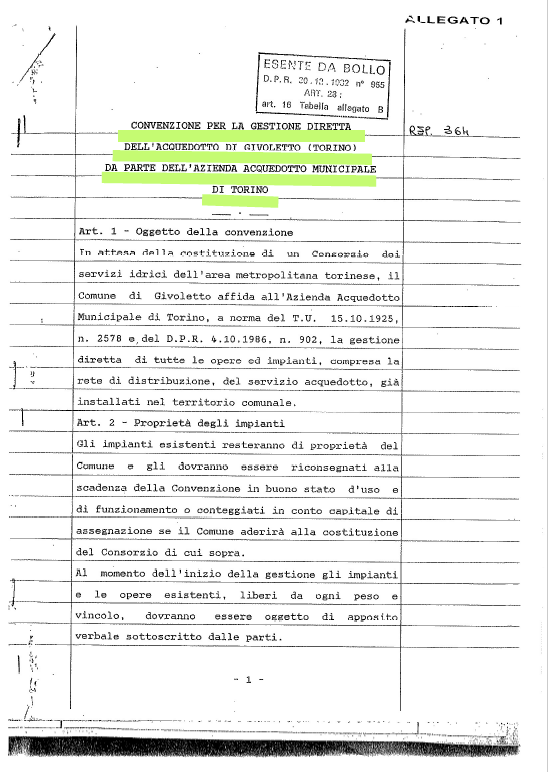 ALLEGATO 1
ESENTE DA BOLLO
D.P.R. 20.12.1982 n° 955
ART. 28:
art. 16 Tabella allegato B
REP. 364
CONVENZIONE PER LA GESTIONE DIRETTA
DELL'ACQUEDOTTO DI GIVOLETTO (TORINO)
DA PARTE DELL'AZIENDA ACQUEDOTTO MUNICIPALE
DI TORINO
Art. 1 - Oggetto della convenzione
In attesa della costituzione di un Consorzio dei
servizi idrici dell'area metropolitana torinese, il
Comune di Givoletto affida all'Azienda Acquedotto
Municipale di Torino, a norma del T.U. 15.10.1925,
n. 2578 e del D.P.R. 4.10.1986, n. 902, la gestione
diretta di tutte le opere ed impianti, compresa la
rete di distribuzione, del servizio acquedotto, già
installati nel territorio comunale.
Art. 2 - Proprietà degli impianti
Gli impianti esistenti resteranno di proprietà del
Comune e gli dovranno essere riconsegnati alla
scadenza della Convenzione in buono stato d'uso e
di funzionamento o conteggiati in conto capitale di
assegnazione se il Comune aderirà alla costituzione
del Consorzio di cui sopra.
Al momento dell'inizio della gestione gli impianti
e le opere esistenti, liberi da ogni peso e
vincolo, dovranno essere oggetto di apposito
verbale sottoscritto dalle parti.
- 1 -